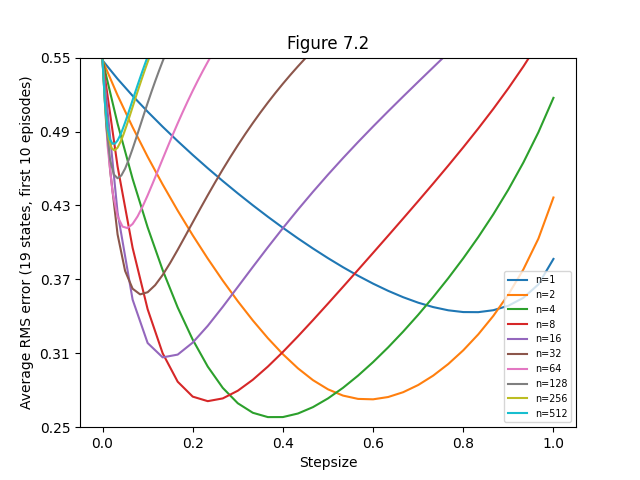 Figure 7.2
Average RMS error (19 states, first 10 episodes)
0.55
0.49
0.43
0.37
0.31
0.25
n=1
n=2
n=4
n=8
n=16
n=32
n=64
n=128
n=256
n=512
0.0 0.2 0.4 0.6 0.8 1.0
Stepsize